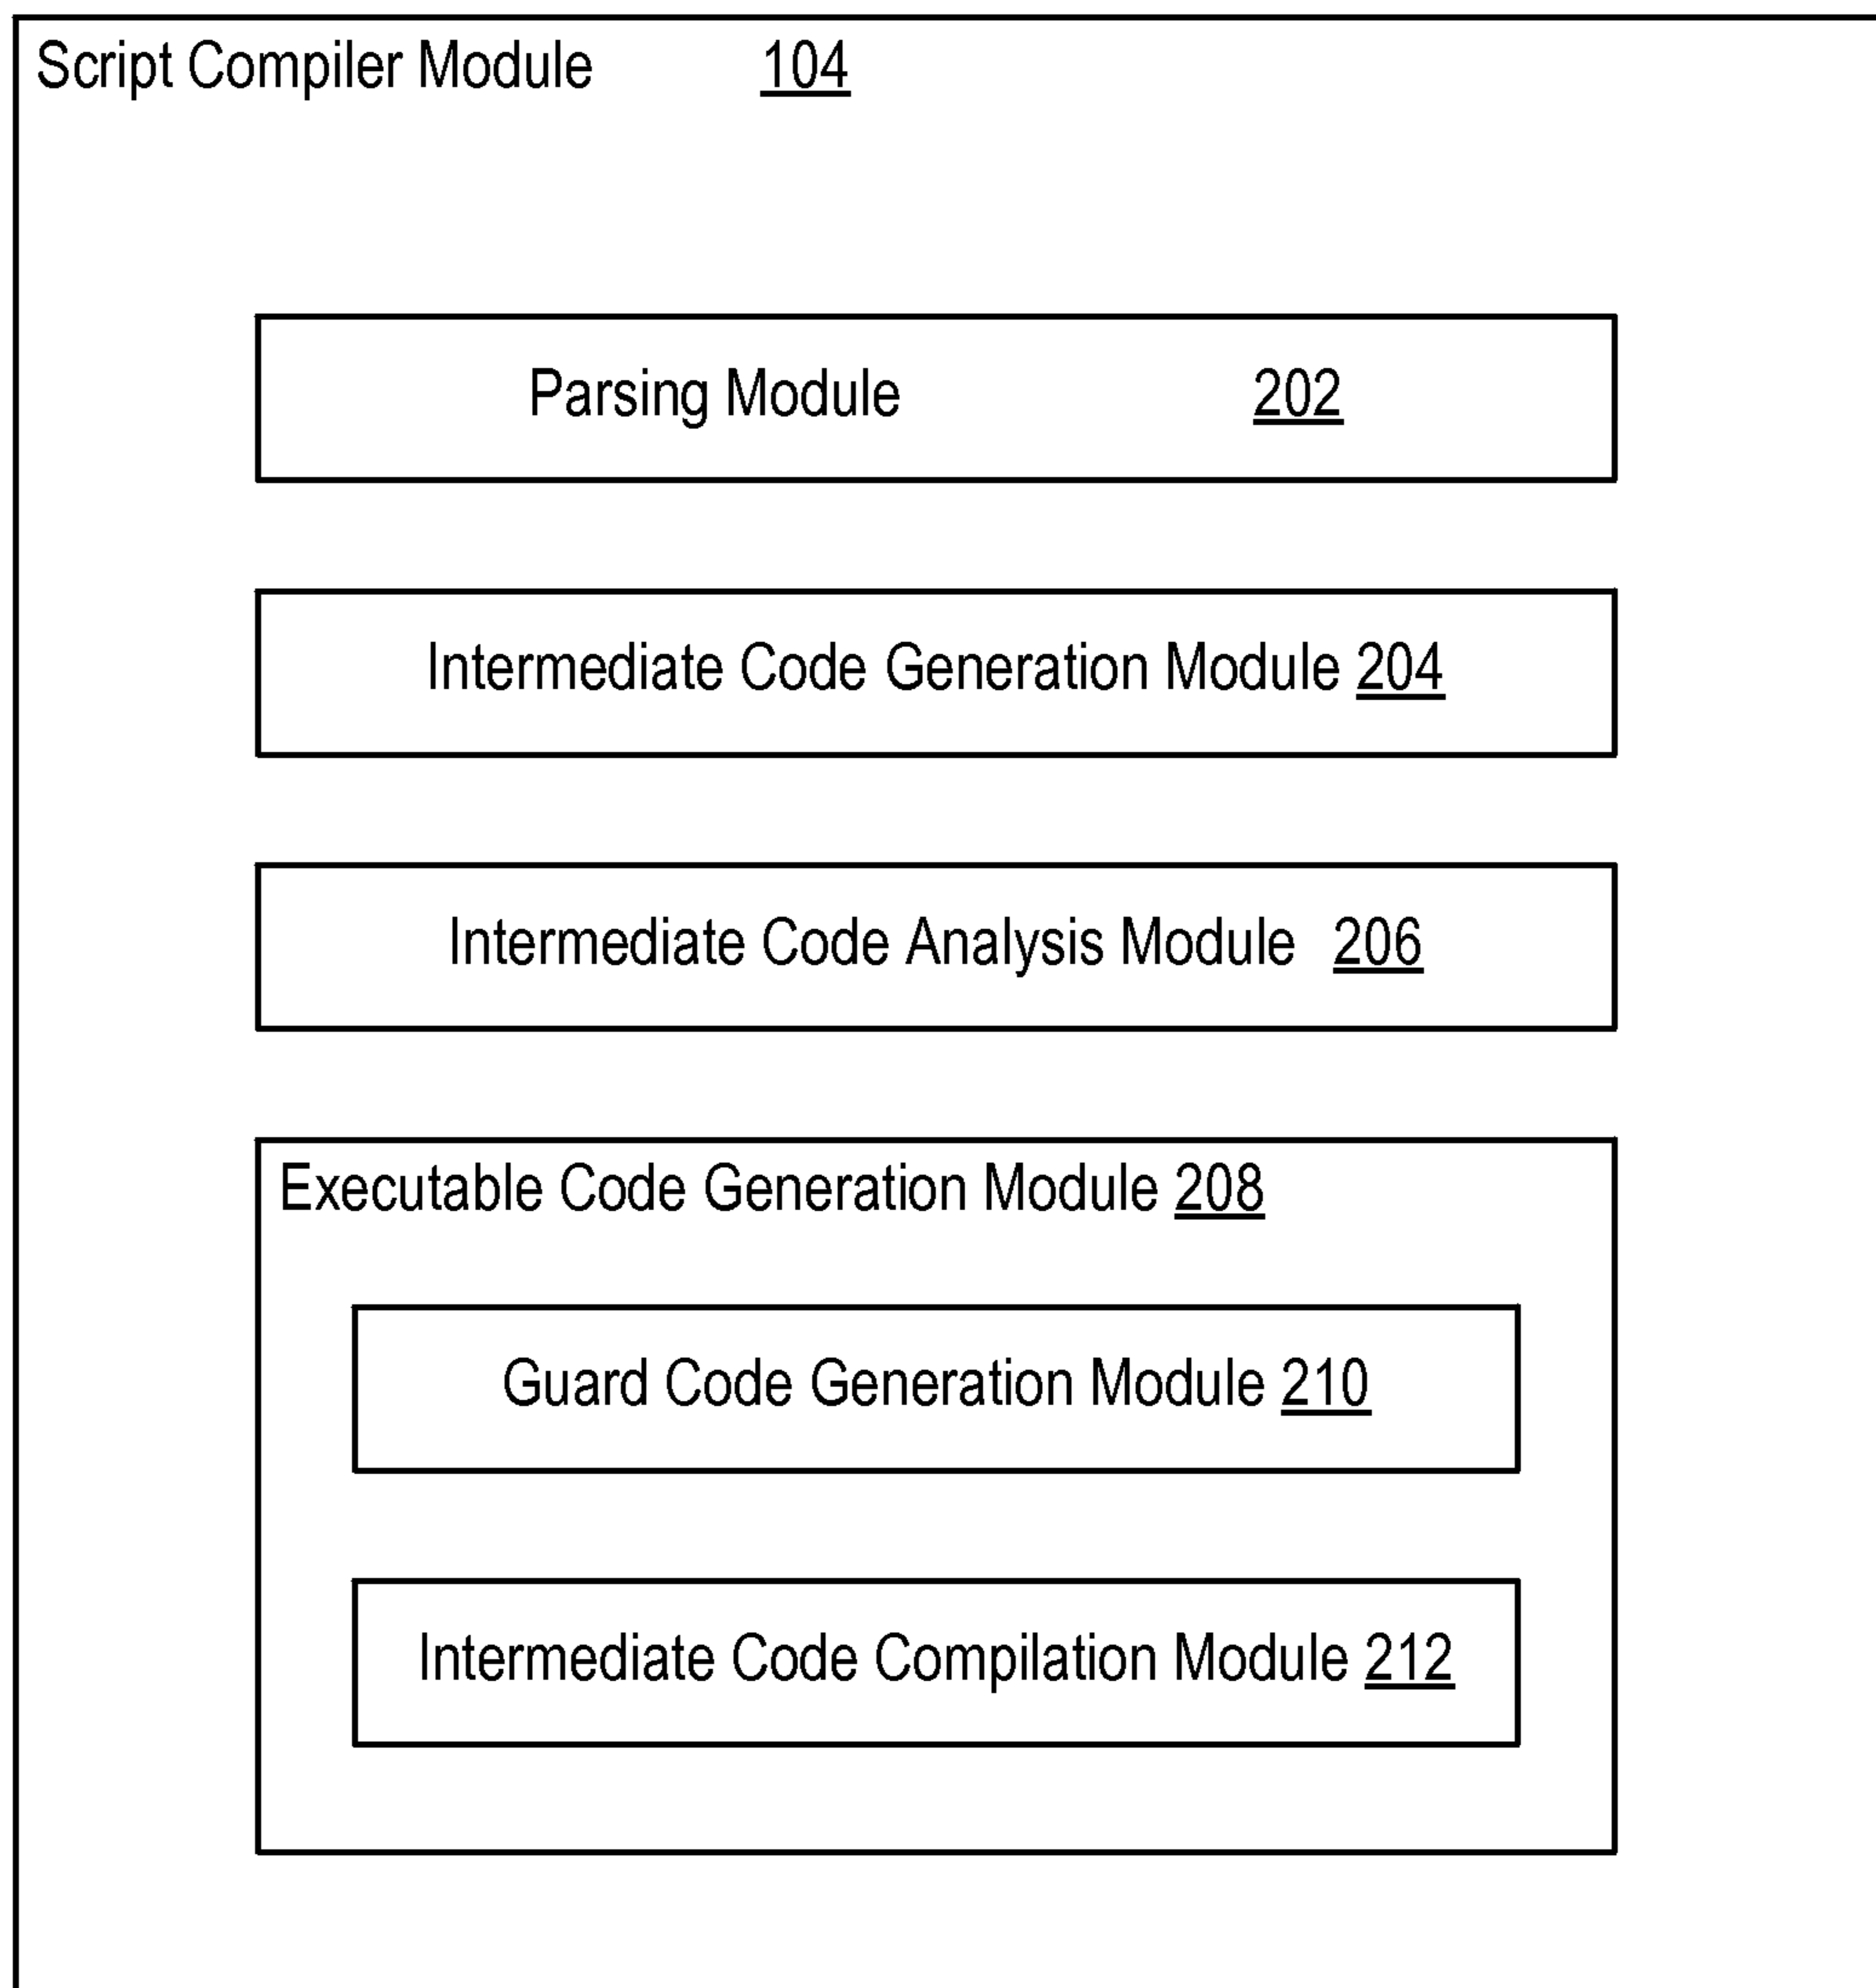 Script Compiler Module 104
Parsing Module 202
Intermediate Code Generation Module 204
Intermediate Code Analysis Module 206
Executable Code Generation Module 208
Guard Code Generation Module 210
Intermediate Code Compilation Module 212